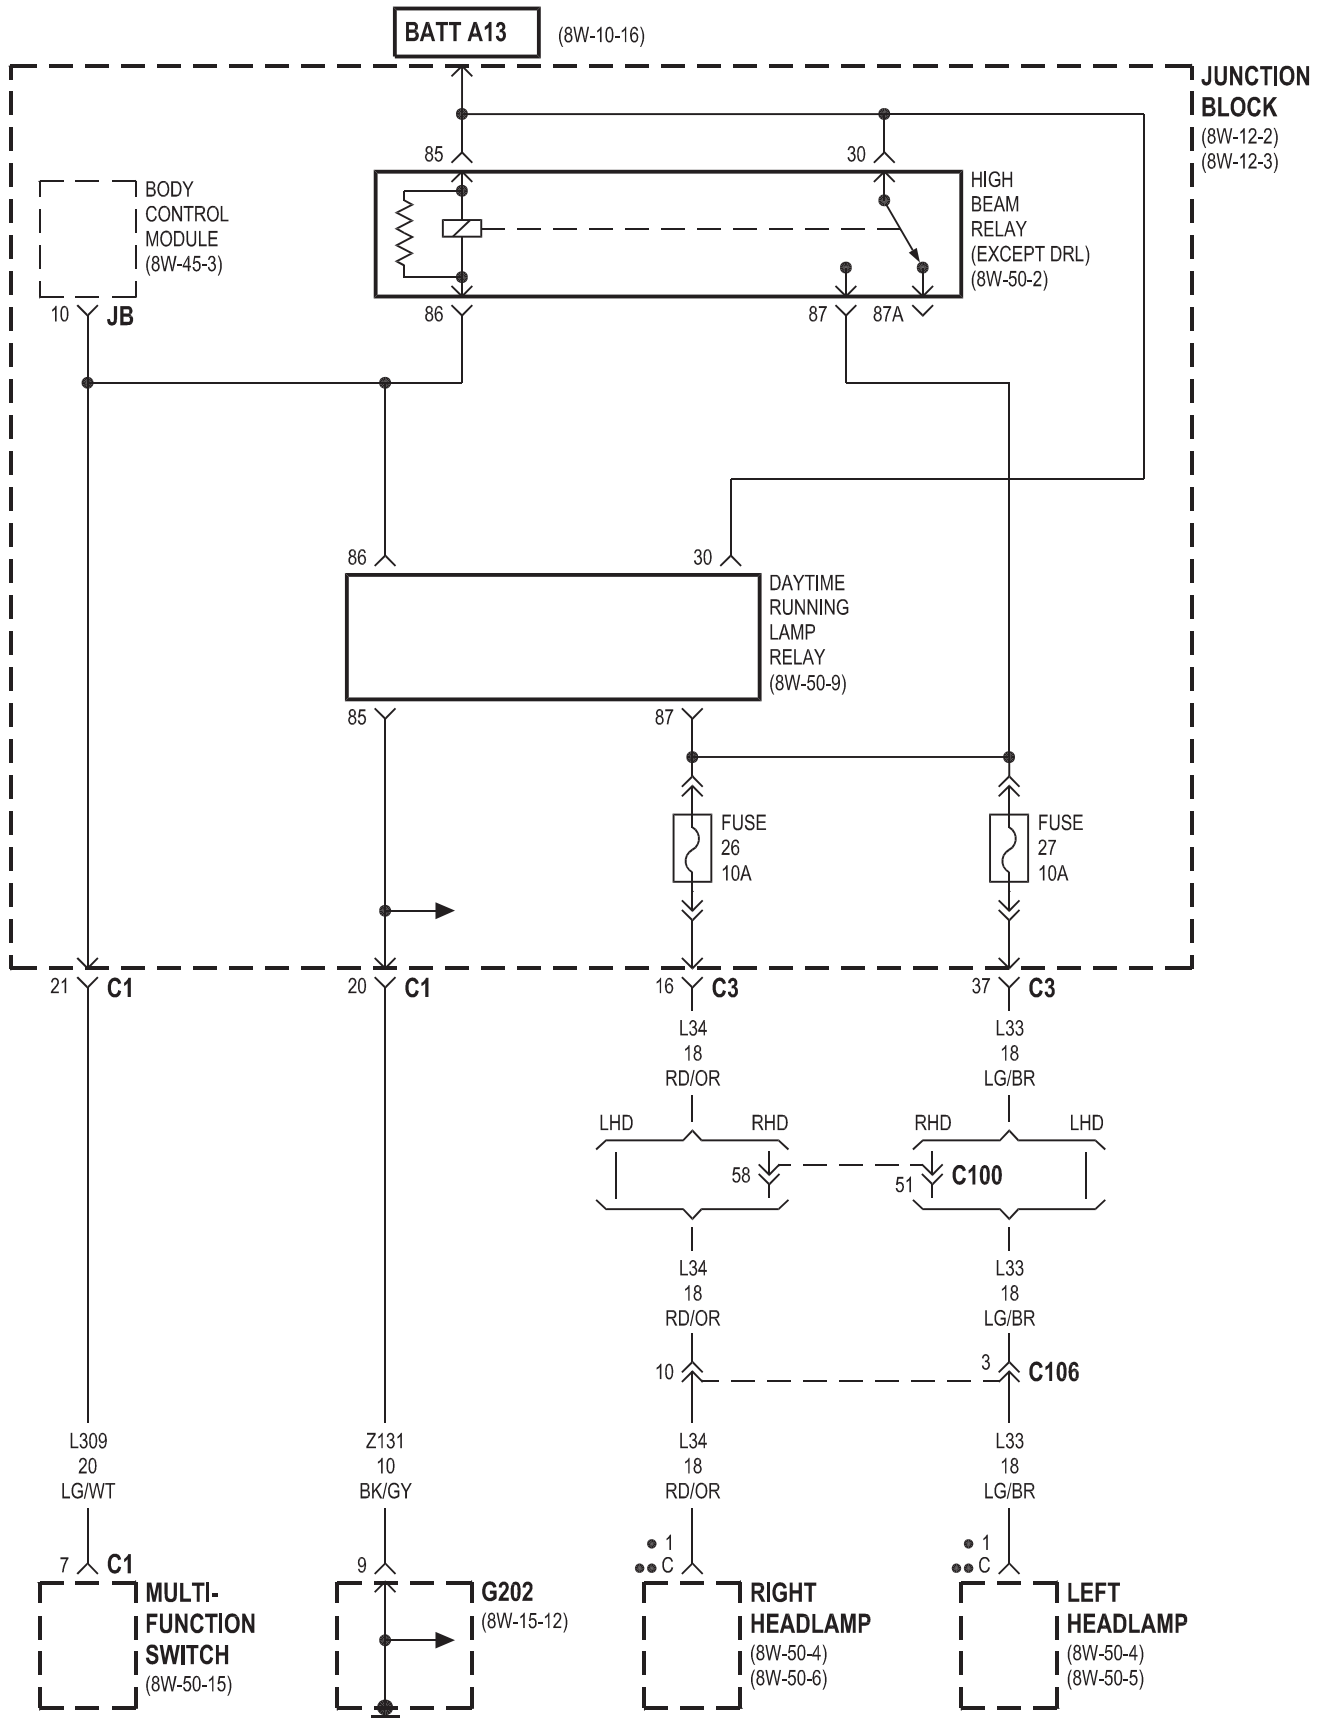 BATT A13
(8W-10-16)
JUNCTION
BLOCK
(8W-12-2)
(8W-12-3)
85
30
BODY
CONTROL
MODULE
(8W-45-3)
HIGH
BEAM
RELAY
(EXCEPT DRL)
(8W-50-2)
10
JB
86
87
87A
86
30
DAYTIME
RUNNING
LAMP
RELAY
(8W-50-9)
85
87
FUSE
26
10A
FUSE
27
10A
21
C1
20
C1
16
C3
37
C3
L34
18
RD/OR
L33
18
LG/BR
LHD
RHD
RHD
LHD
58
51
C100
L34
18
RD/OR
L33
18
LG/BR
10
3
C106
L309
20
LG/WT
Z131
10
BK/GY
L34
18
RD/OR
L33
18
LG/BR
7
C1
9
• 1
•• C
• 1
•• C
MULTI-
FUNCTION
SWITCH
(8W-50-15)
G202
(8W-15-12)
RIGHT
HEADLAMP
(8W-50-4)
(8W-50-6)
LEFT
HEADLAMP
(8W-50-4)
(8W-50-5)